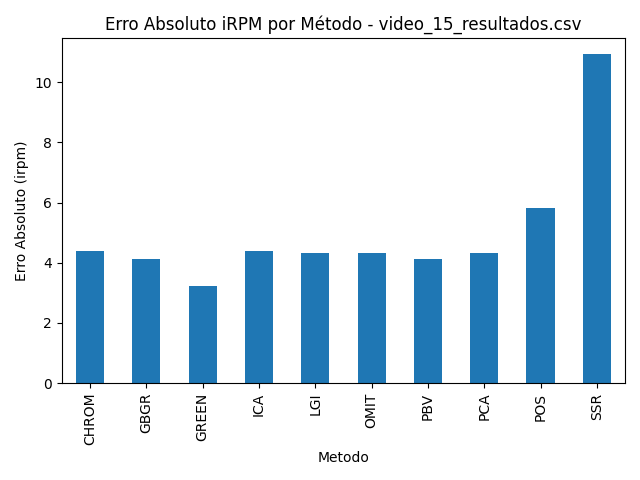 Erro Absoluto iRPM por Método - video_15_resultados.csv
Erro Absoluto (irpm)
10
8
6
4
2
0
CHROM
GBGR
GREEN
ICA
LGI
OMIT
PBV
PCA
POS
SSR
Metodo